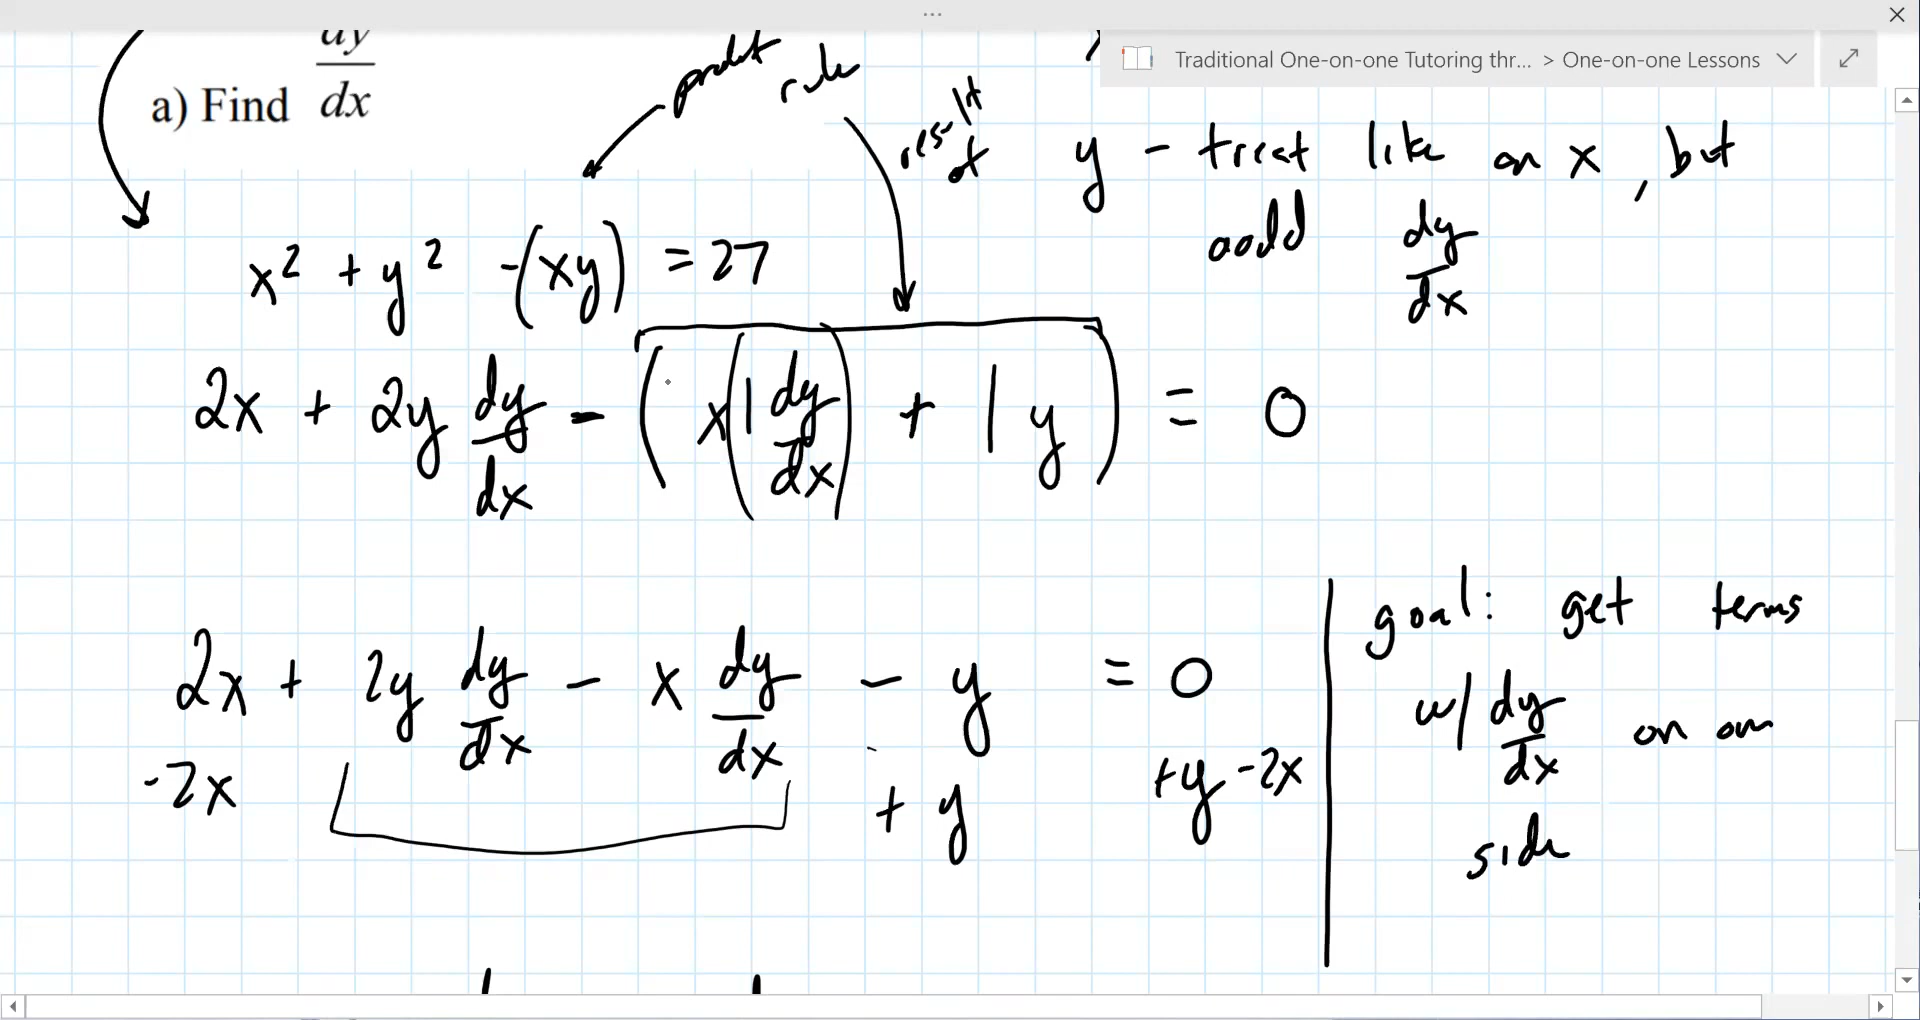 Traditional One-on-one Tutoring thr... > One-on-one Lessons
a) Find dy/dx
product rule
result of
y - treat like an x, but
add dy/dx
x² + y² -(xy) = 27
2x + 2y dy/dx - (x(1 dy/dx) + 1y) = 0
2x + 2y dy/dx - x dy/dx - y = 0
-2x + y +y -2x
goal: get terms
w/ dy/dx on one
side